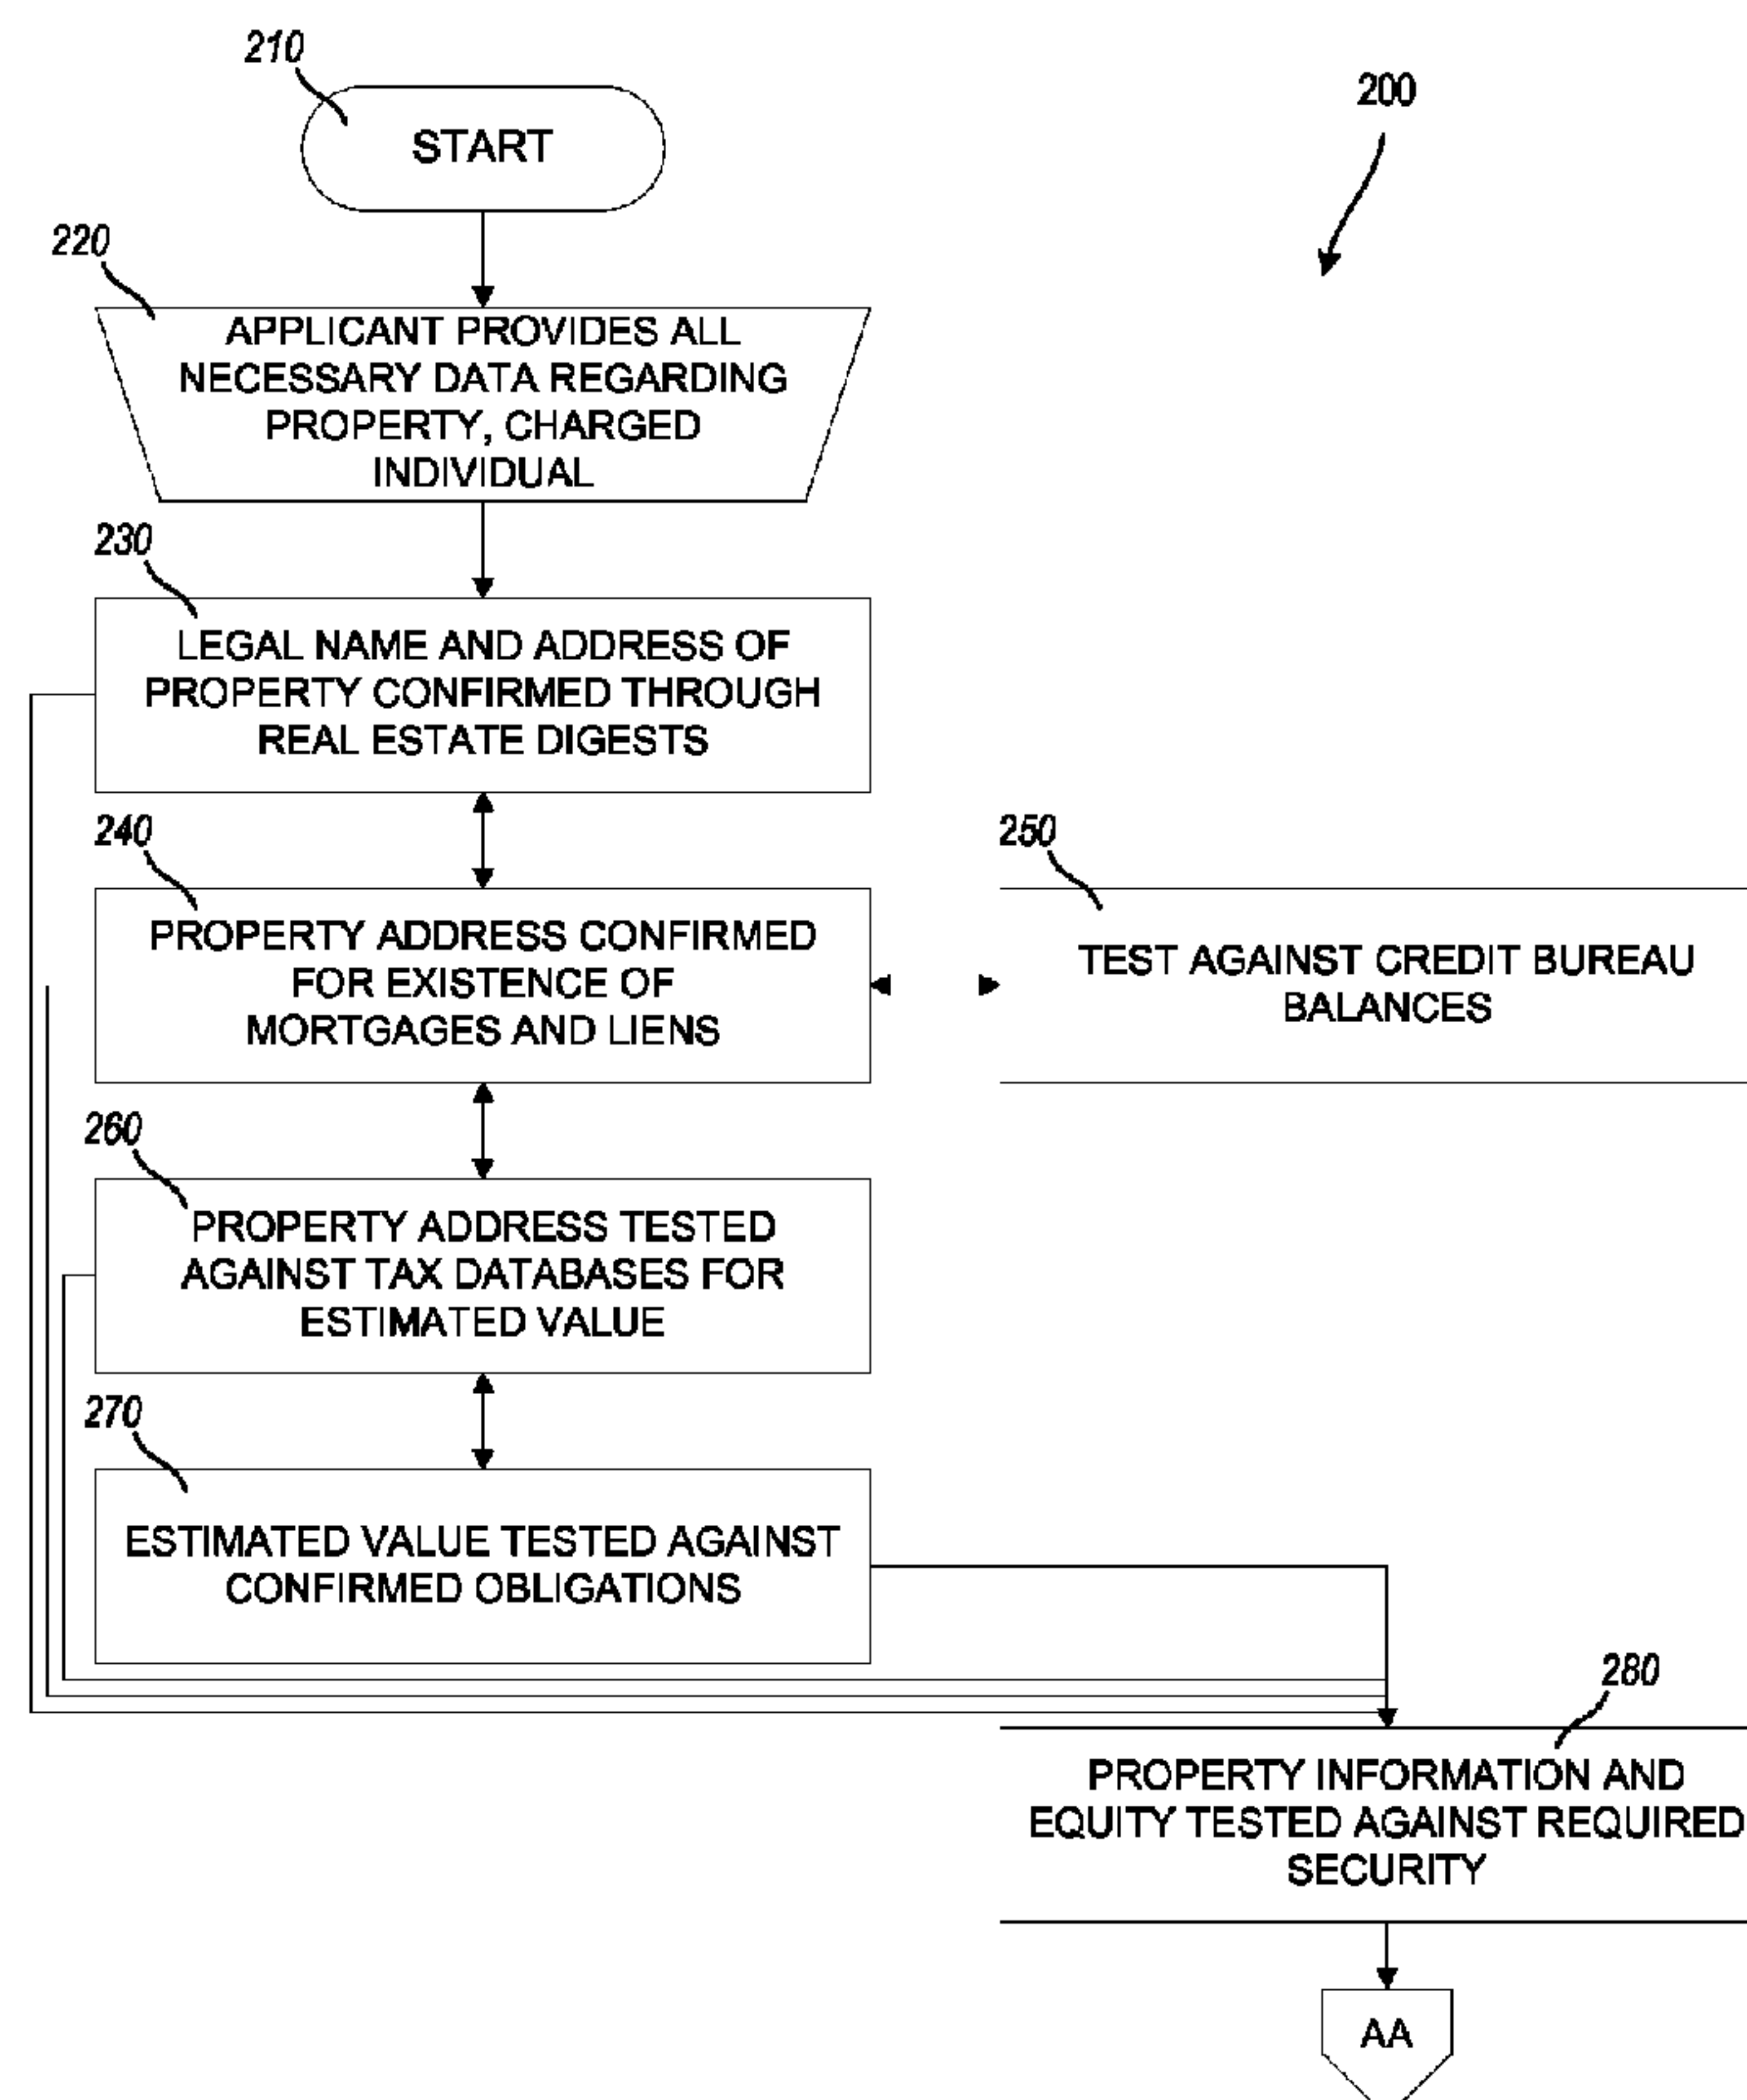 210
START
200
220
APPLICANT PROVIDES ALL
NECESSARY DATA REGARDING
PROPERTY, CHARGED
INDIVIDUAL
230
LEGAL NAME AND ADDRESS OF
PROPERTY CONFIRMED THROUGH
REAL ESTATE DIGESTS
240
PROPERTY ADDRESS CONFIRMED
FOR EXISTENCE OF
MORTGAGES AND LIENS
250
TEST AGAINST CREDIT BUREAU
BALANCES
260
PROPERTY ADDRESS TESTED
AGAINST TAX DATABASES FOR
ESTIMATED VALUE
270
ESTIMATED VALUE TESTED AGAINST
CONFIRMED OBLIGATIONS
280
PROPERTY INFORMATION AND
EQUITY TESTED AGAINST REQUIRED
SECURITY
AA